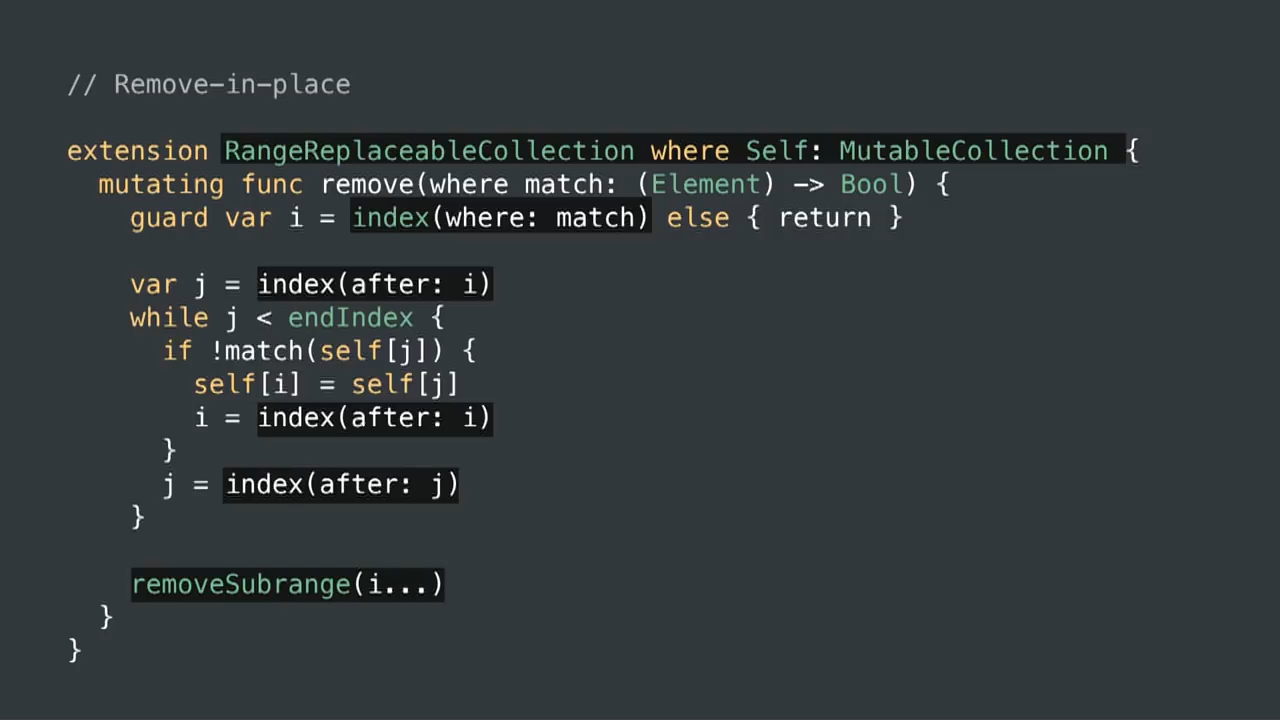 // Remove-in-place
extension RangeReplaceableCollection where Self: MutableCollection {
  mutating func remove(where match: (Element) -> Bool) {
    guard var i = index(where: match) else { return }
    var j = index(after: i)
    while j < endIndex {
      if !match(self[j]) {
        self[i] = self[j]
        i = index(after: i)
      }
      j = index(after: j)
    }
    removeSubrange(i...)
  }
}